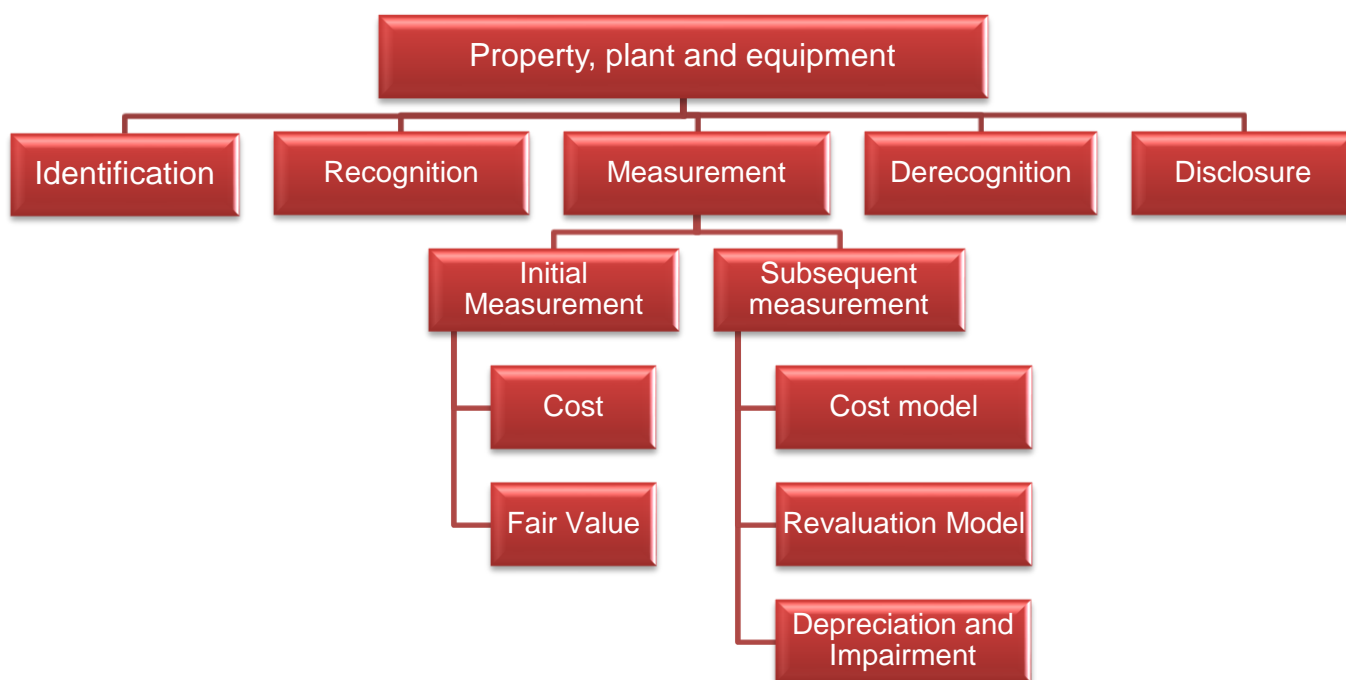 Property, plant and equipment
Identification
Recognition
Measurement
Derecognition
Disclosure
Initial
Measurement
Subsequent
measurement
Cost
Cost model
Fair Value
Revaluation Model
Depreciation and
Impairment